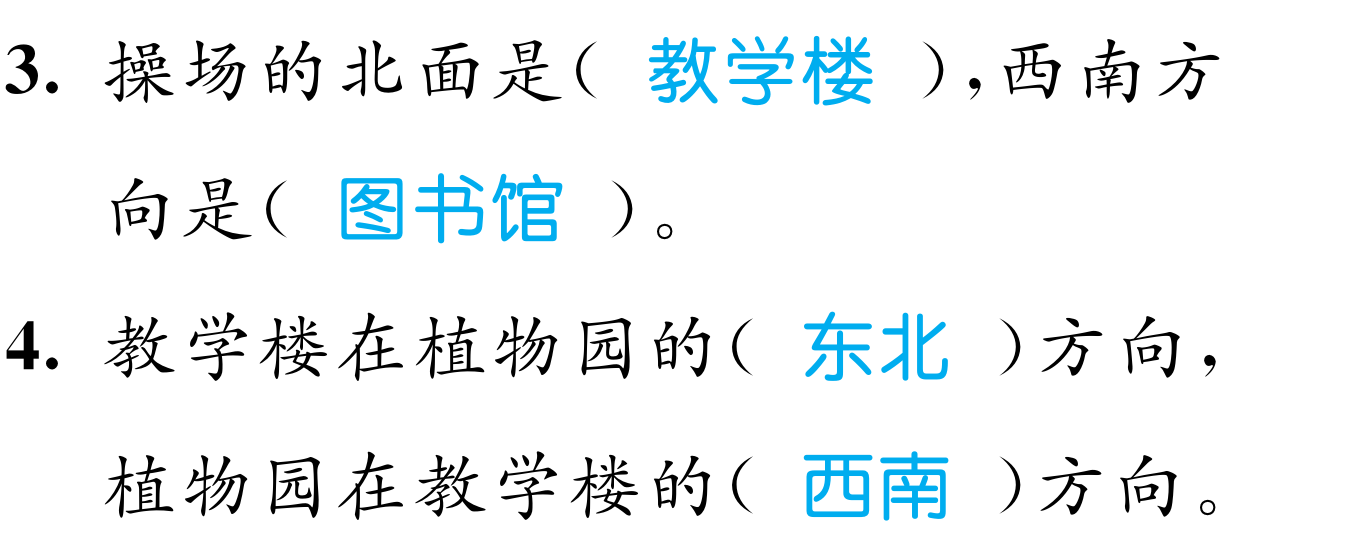 3. 操场的北面是( 教学楼 ),西南方
向是( 图书馆 )。
4. 教学楼在植物园的( 东北 )方向,
植物园在教学楼的( 西南 )方向。